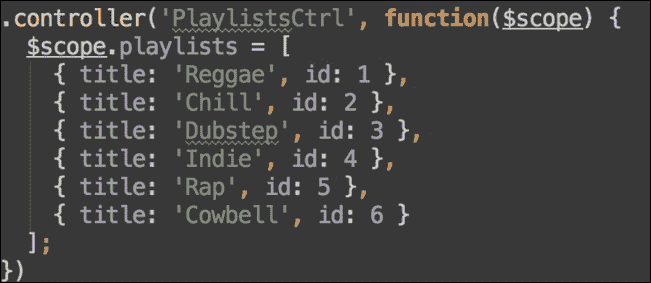 .controller('PlaylistsCtrl', function($scope) {
  $scope.playlists = [
    { title: 'Reggae', id: 1 },
    { title: 'Chill', id: 2 },
    { title: 'Dubstep', id: 3 },
    { title: 'Indie', id: 4 },
    { title: 'Rap', id: 5 },
    { title: 'Cowbell', id: 6 }
  ];
})